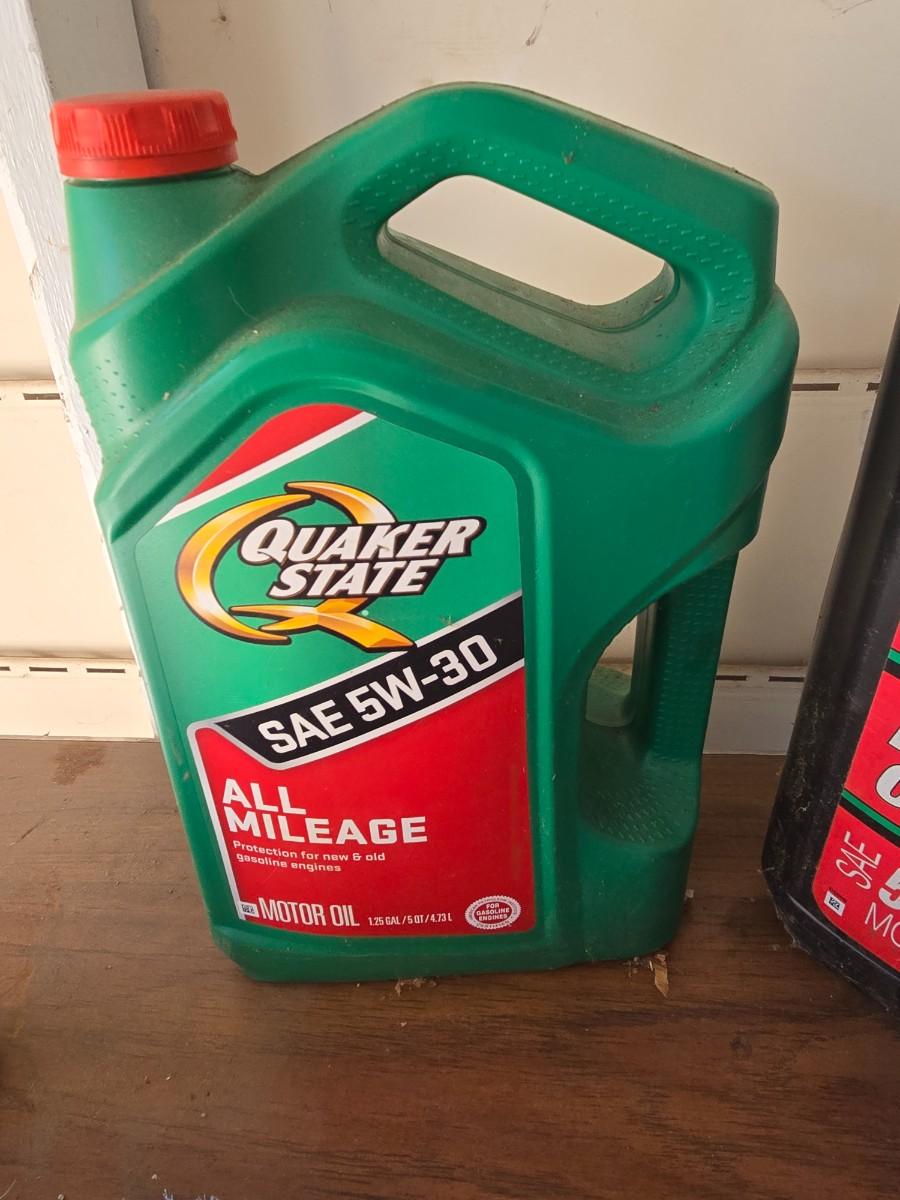 QUAKER
STATE
SAE 5W-30
ALL
MILEAGE
Protection for new & old
gasoline engines
MOTOR OIL 1.25 GAL / 5 QT / 4.73 L
FOR
GASOLINE
ENGINES
SAE